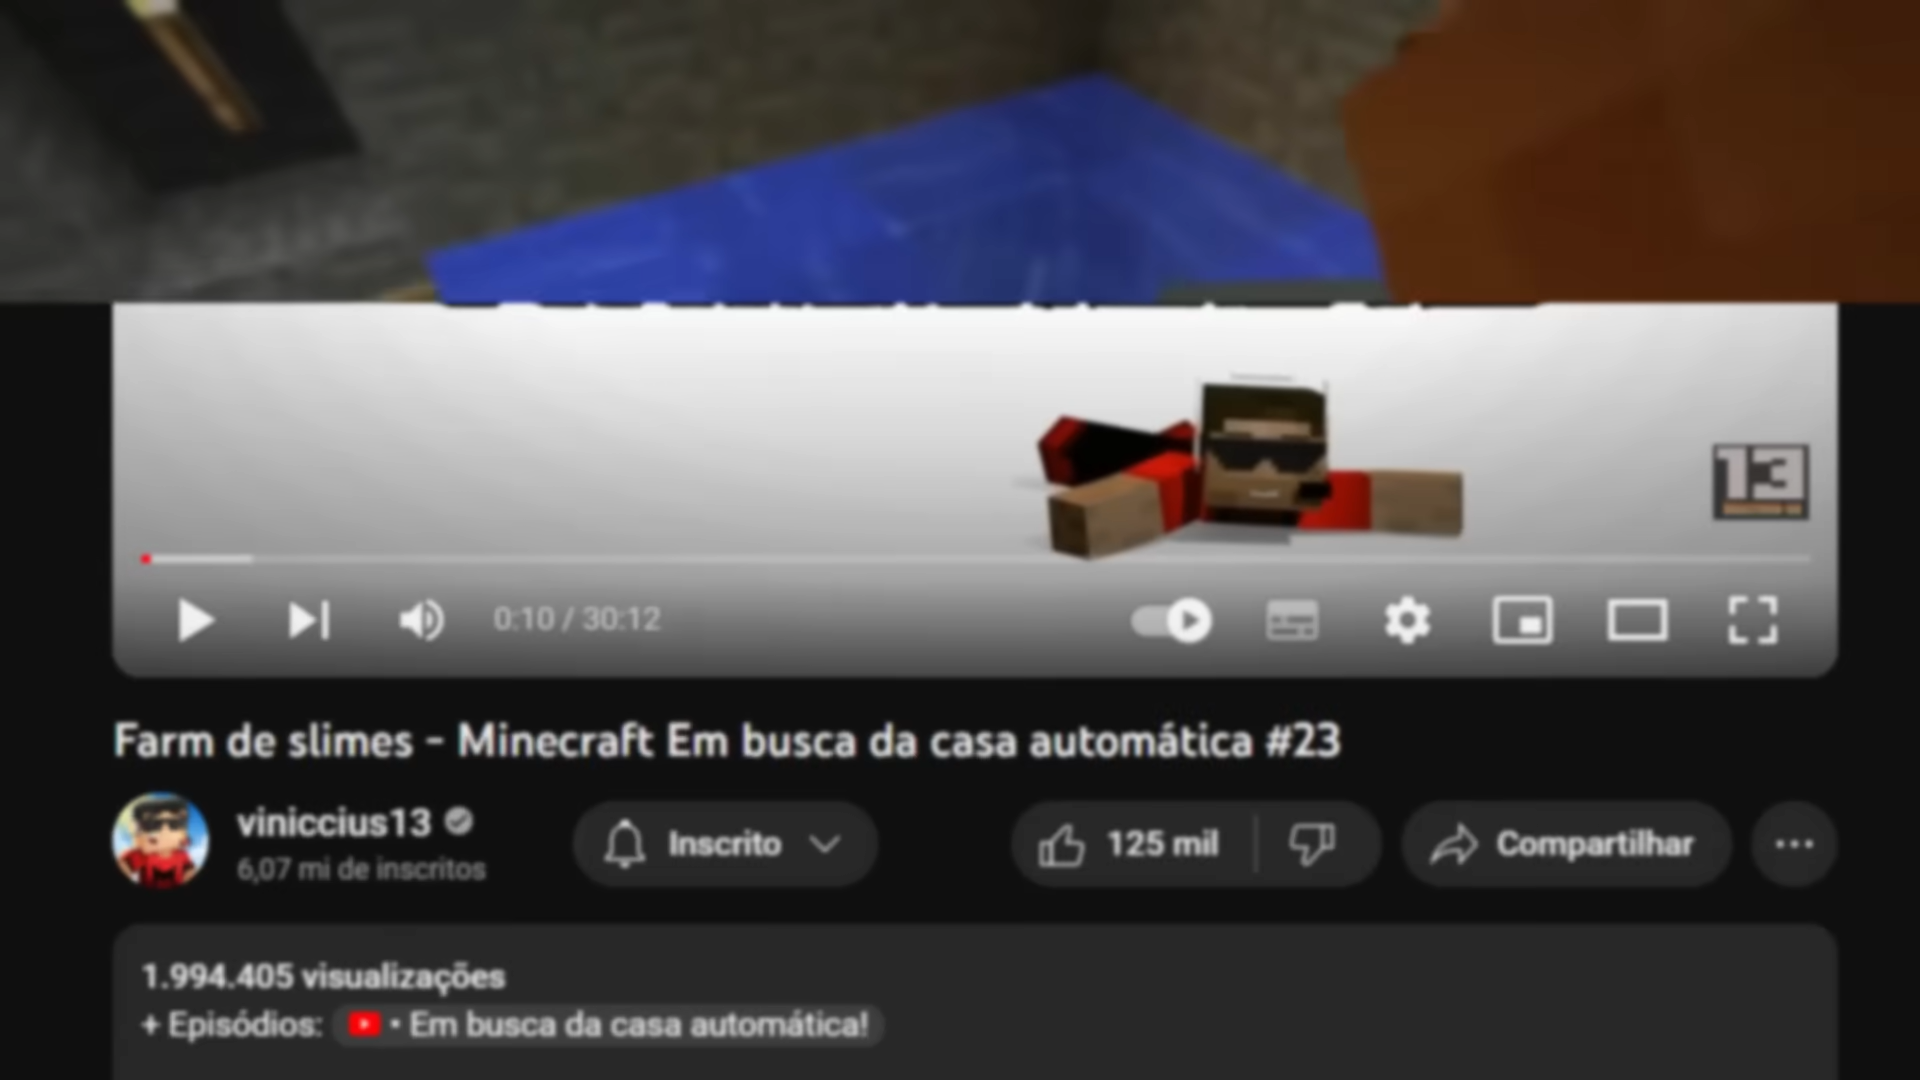 13
0:10 / 30:12
Farm de slimes - Minecraft Em busca da casa automática #23
viniccius13
6,07 mi de inscritos
Inscrito
125 mil
Compartilhar
1.994.405 visualizações
+ Episódios: • Em busca da casa automática!